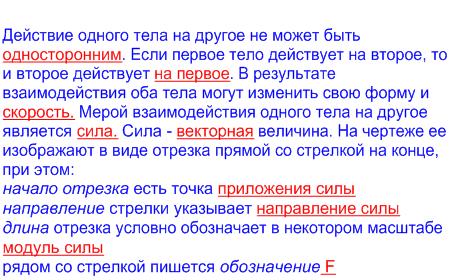 Действие одного тела на другое не может быть
односторонним. Если первое тело действует на второе, то
и второе действует на первое. В результате
взаимодействия оба тела могут изменить свою форму и
скорость. Мерой взаимодействия одного тела на другое
является сила. Сила - векторная величина. На чертеже ее
изображают в виде отрезка прямой со стрелкой на конце,
при этом:
начало отрезка есть точка приложения силы
направление стрелки указывает направление силы
длина отрезка условно обозначает в некотором масштабе
модуль силы
рядом со стрелкой пишется обозначение F